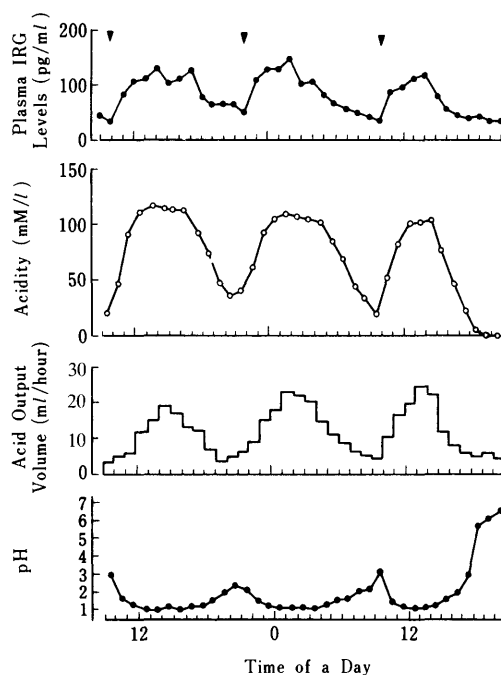 Plasma IRG
Levels (pg/ml)
200
100
0
Acidity (mM/l)
150
100
50
0
Acid Output
Volume (ml/hour)
30
20
10
0
pH
7
6
5
4
3
2
1
12 0 12
Time of a Day